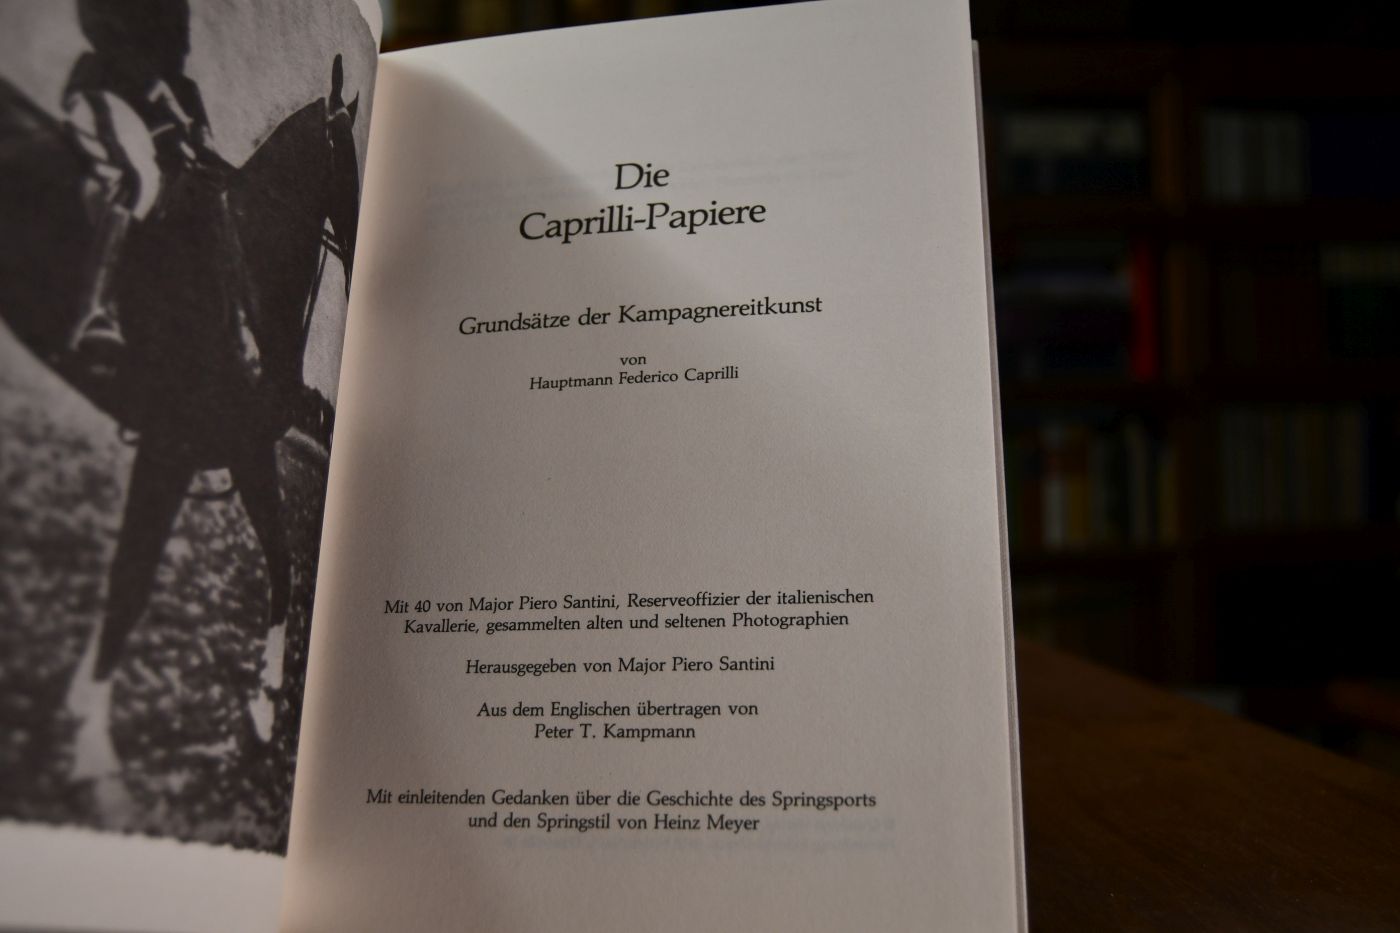 Die
Caprilli-Papiere
Grundsätze der Kampagnereitkunst
von
Hauptmann Federico Caprilli
Mit 40 von Major Piero Santini, Reserveoffizier der italienischen
Kavallerie, gesammelten alten und seltenen Photographien
Herausgegeben von Major Piero Santini
Aus dem Englischen übertragen von
Peter T. Kampmann
Mit einleitenden Gedanken über die Geschichte des Springsports
und den Springstil von Heinz Meyer